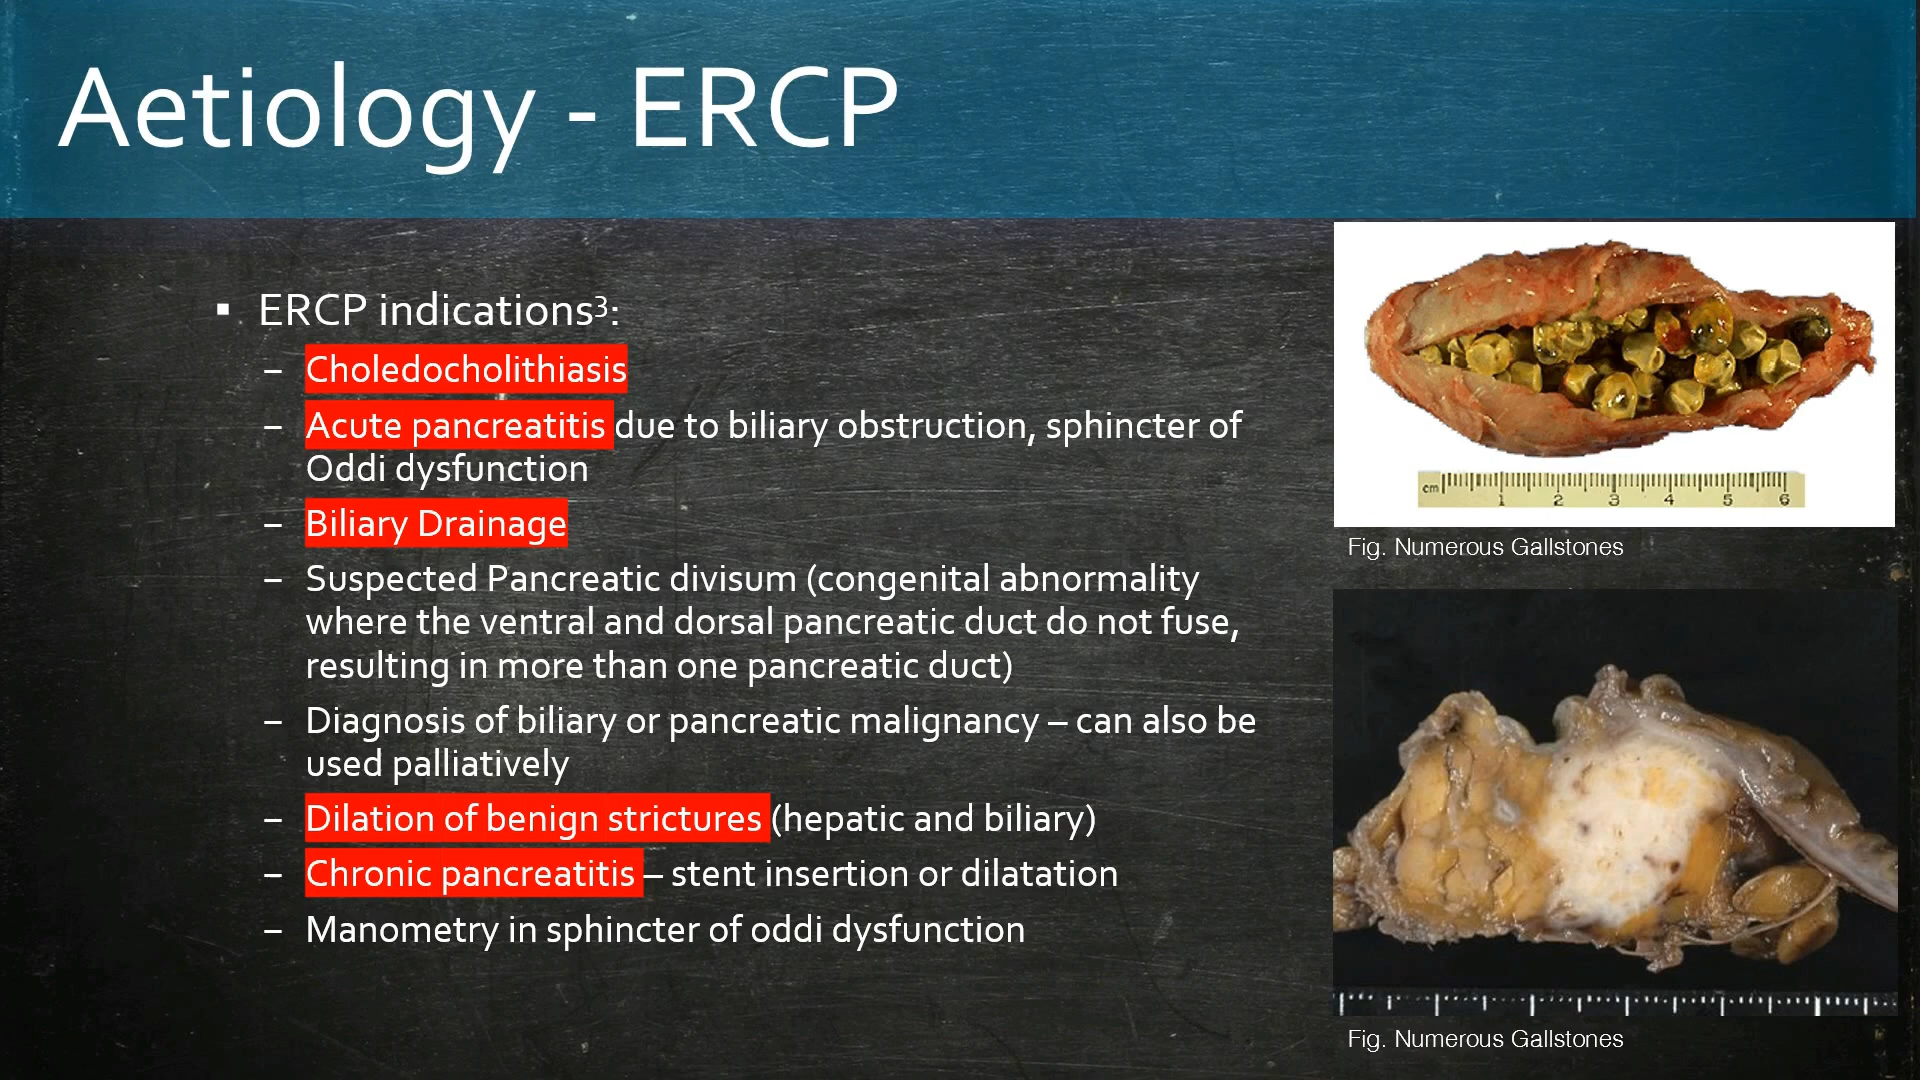 Aetiology - ERCP
▪ ERCP indications³:
– Choledocholithiasis
– Acute pancreatitis due to biliary obstruction, sphincter of
Oddi dysfunction
– Biliary Drainage
– Suspected Pancreatic divisum (congenital abnormality
where the ventral and dorsal pancreatic duct do not fuse,
resulting in more than one pancreatic duct)
– Diagnosis of biliary or pancreatic malignancy – can also be
used palliatively
– Dilation of benign strictures (hepatic and biliary)
– Chronic pancreatitis – stent insertion or dilatation
– Manometry in sphincter of oddi dysfunction
cm 1 2 3 4 5 6
Fig. Numerous Gallstones
Fig. Numerous Gallstones